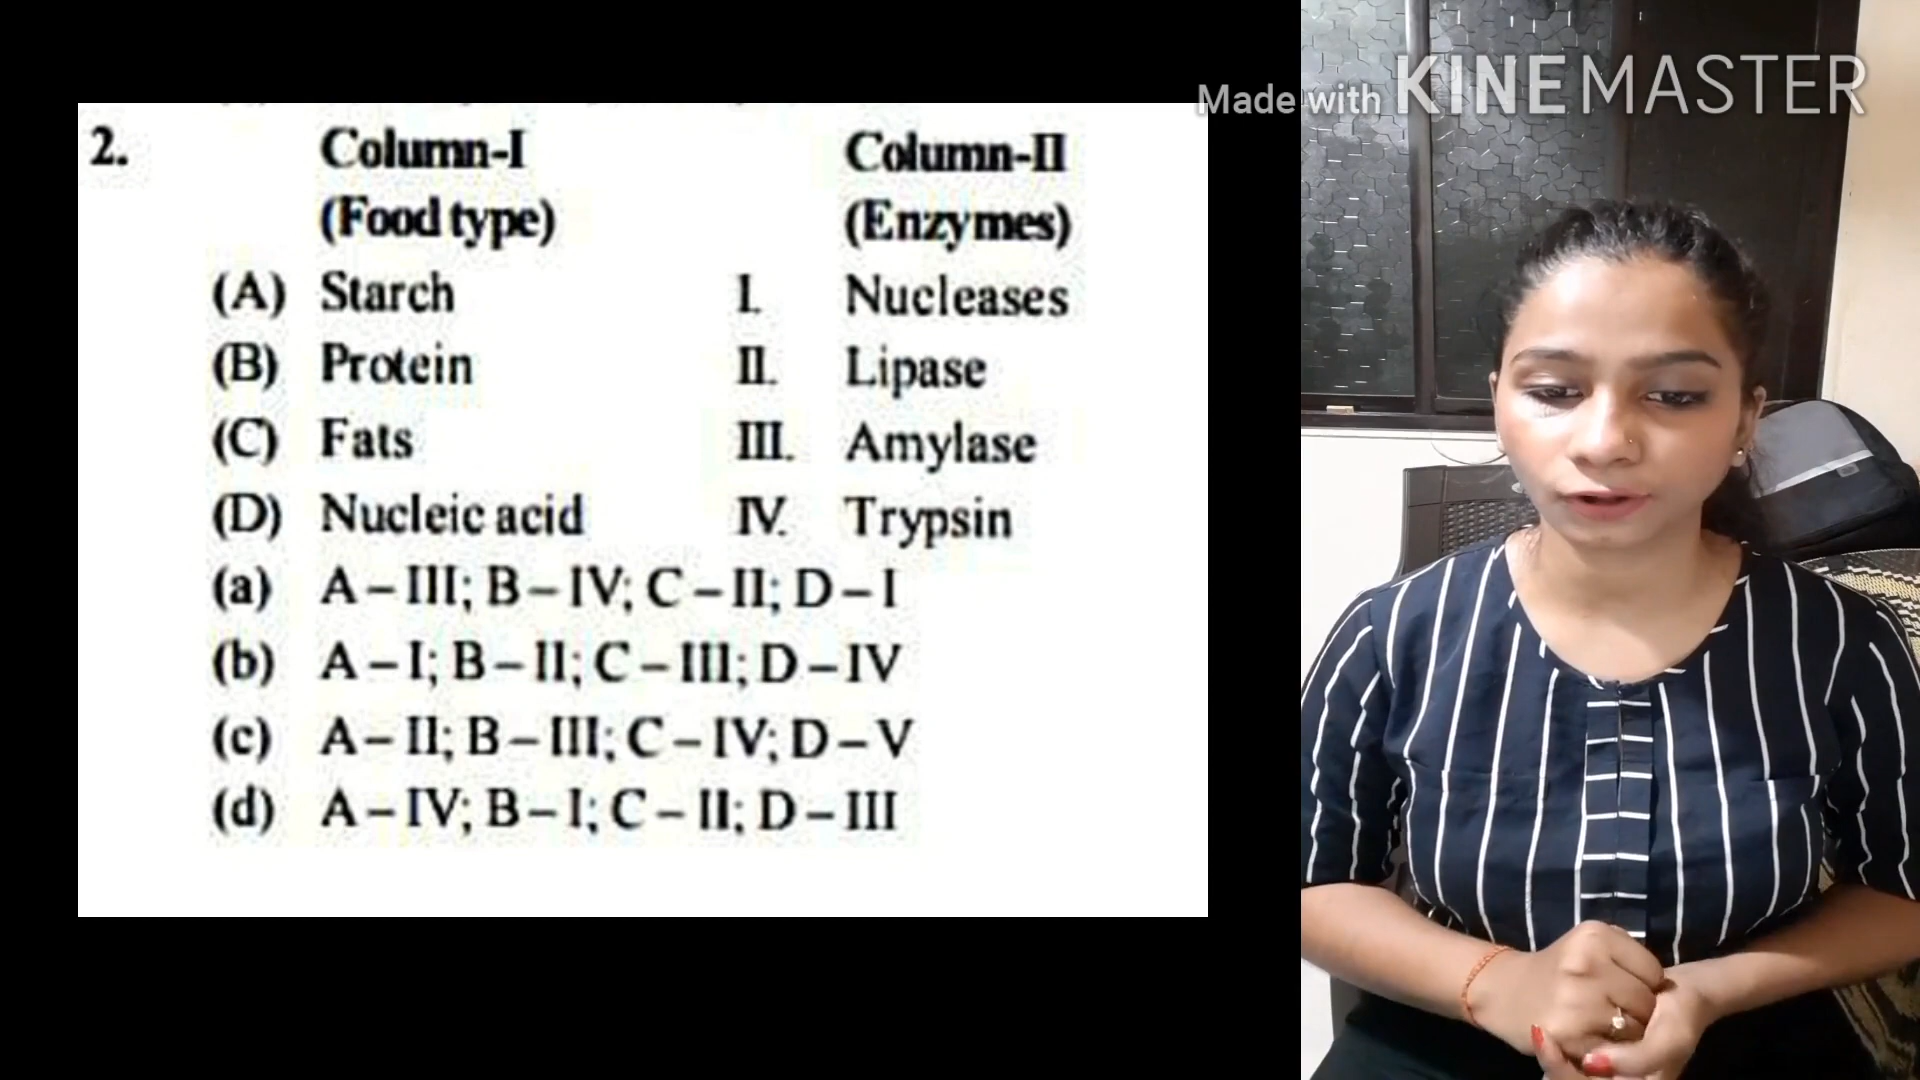 Made with KINEMASTER
2. Column-I Column-II
(Food type) (Enzymes)
(A) Starch I. Nucleases
(B) Protein II. Lipase
(C) Fats III. Amylase
(D) Nucleic acid IV. Trypsin
(a) A – III; B – IV; C – II; D – I
(b) A – I; B – II; C – III; D – IV
(c) A – II; B – III; C – IV; D – V
(d) A – IV; B – I; C – II; D – III